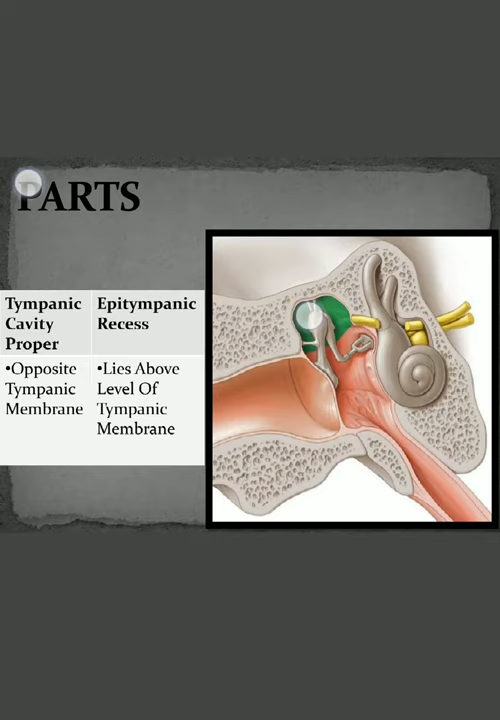 PARTS
Tympanic
Cavity
Proper
Epitympanic
Recess
•Opposite
Tympanic
Membrane
•Lies Above
Level Of
Tympanic
Membrane